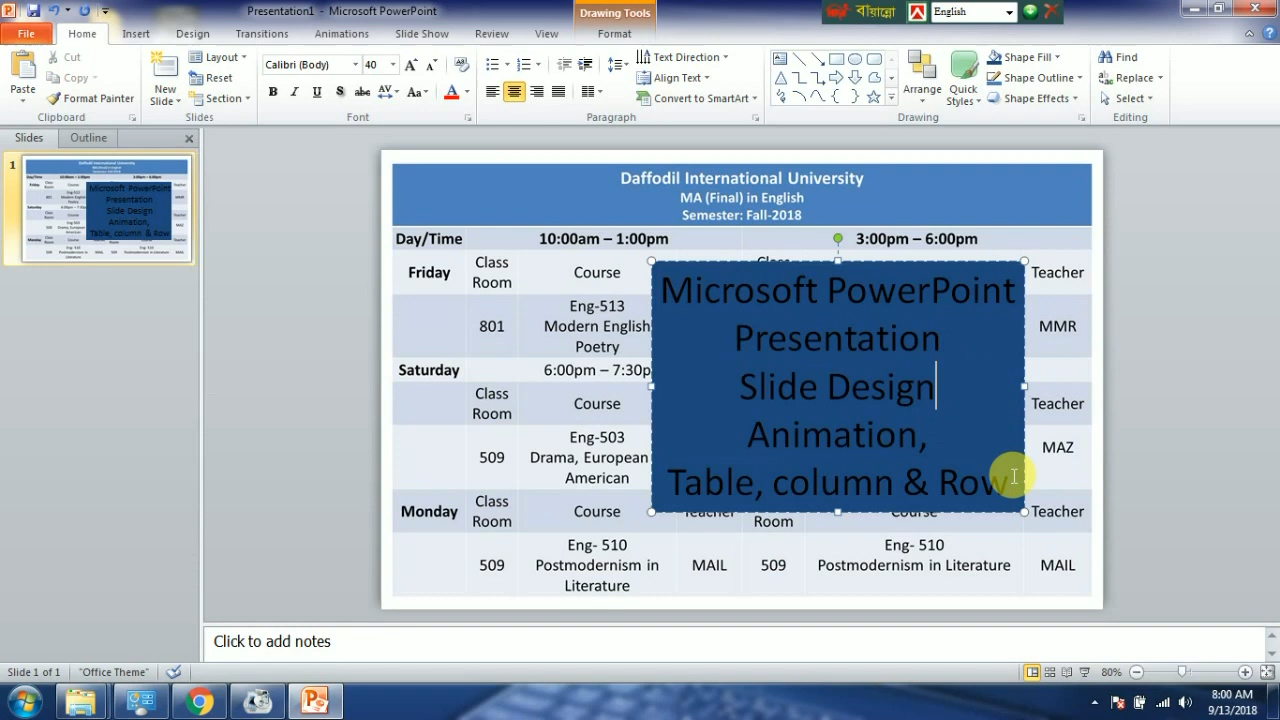 Presentation1 - Microsoft PowerPoint
Drawing Tools
বায়ান্নো
English
File Home Insert Design Transitions Animations Slide Show Review View Format
Paste
Cut
Copy
Format Painter
Clipboard
New Slide
Layout
Reset
Section
Slides
Calibri (Body) 40
Font
Text Direction
Align Text
Convert to SmartArt
Paragraph
Arrange
Quick Styles
Shape Fill
Shape Outline
Shape Effects
Drawing
Find
Replace
Select
Editing
Slides Outline
1
Daffodil International University
MA (Final) in English
Semester: Fall-2018
Day/Time 10:00am – 1:00pm 3:00pm – 6:00pm
Friday Class Room Course Teacher
801 Eng-513 Modern English Poetry MMR
Saturday 6:00pm – 7:30p
Class Room Course Teacher
509 Eng-503 Drama, European American MAZ
Monday Class Room Course Teacher Room Course Teacher
509 Eng- 510 Postmodernism in Literature MAIL 509 Eng- 510 Postmodernism in Literature MAIL
Microsoft PowerPoint
Presentation
Slide Design
Animation,
Table, column & Row
Click to add notes
Slide 1 of 1 "Office Theme" 80%
8:00 AM
9/13/2018